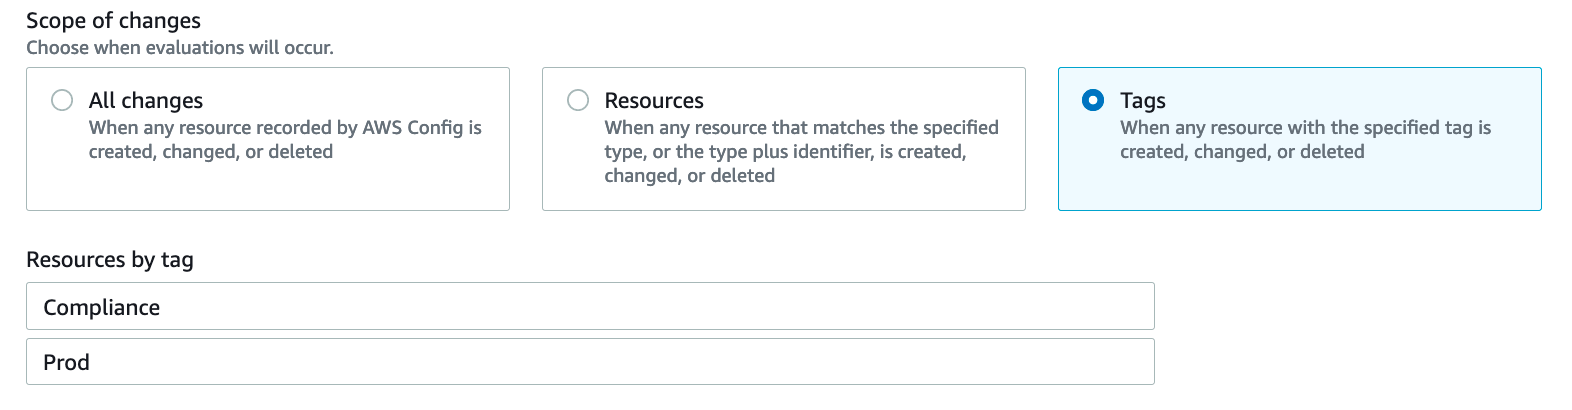 Scope of changes
Choose when evaluations will occur.
All changes
When any resource recorded by AWS Config is
created, changed, or deleted
Resources
When any resource that matches the specified
type, or the type plus identifier, is created,
changed, or deleted
Tags
When any resource with the specified tag is
created, changed, or deleted
Resources by tag
Compliance
Prod